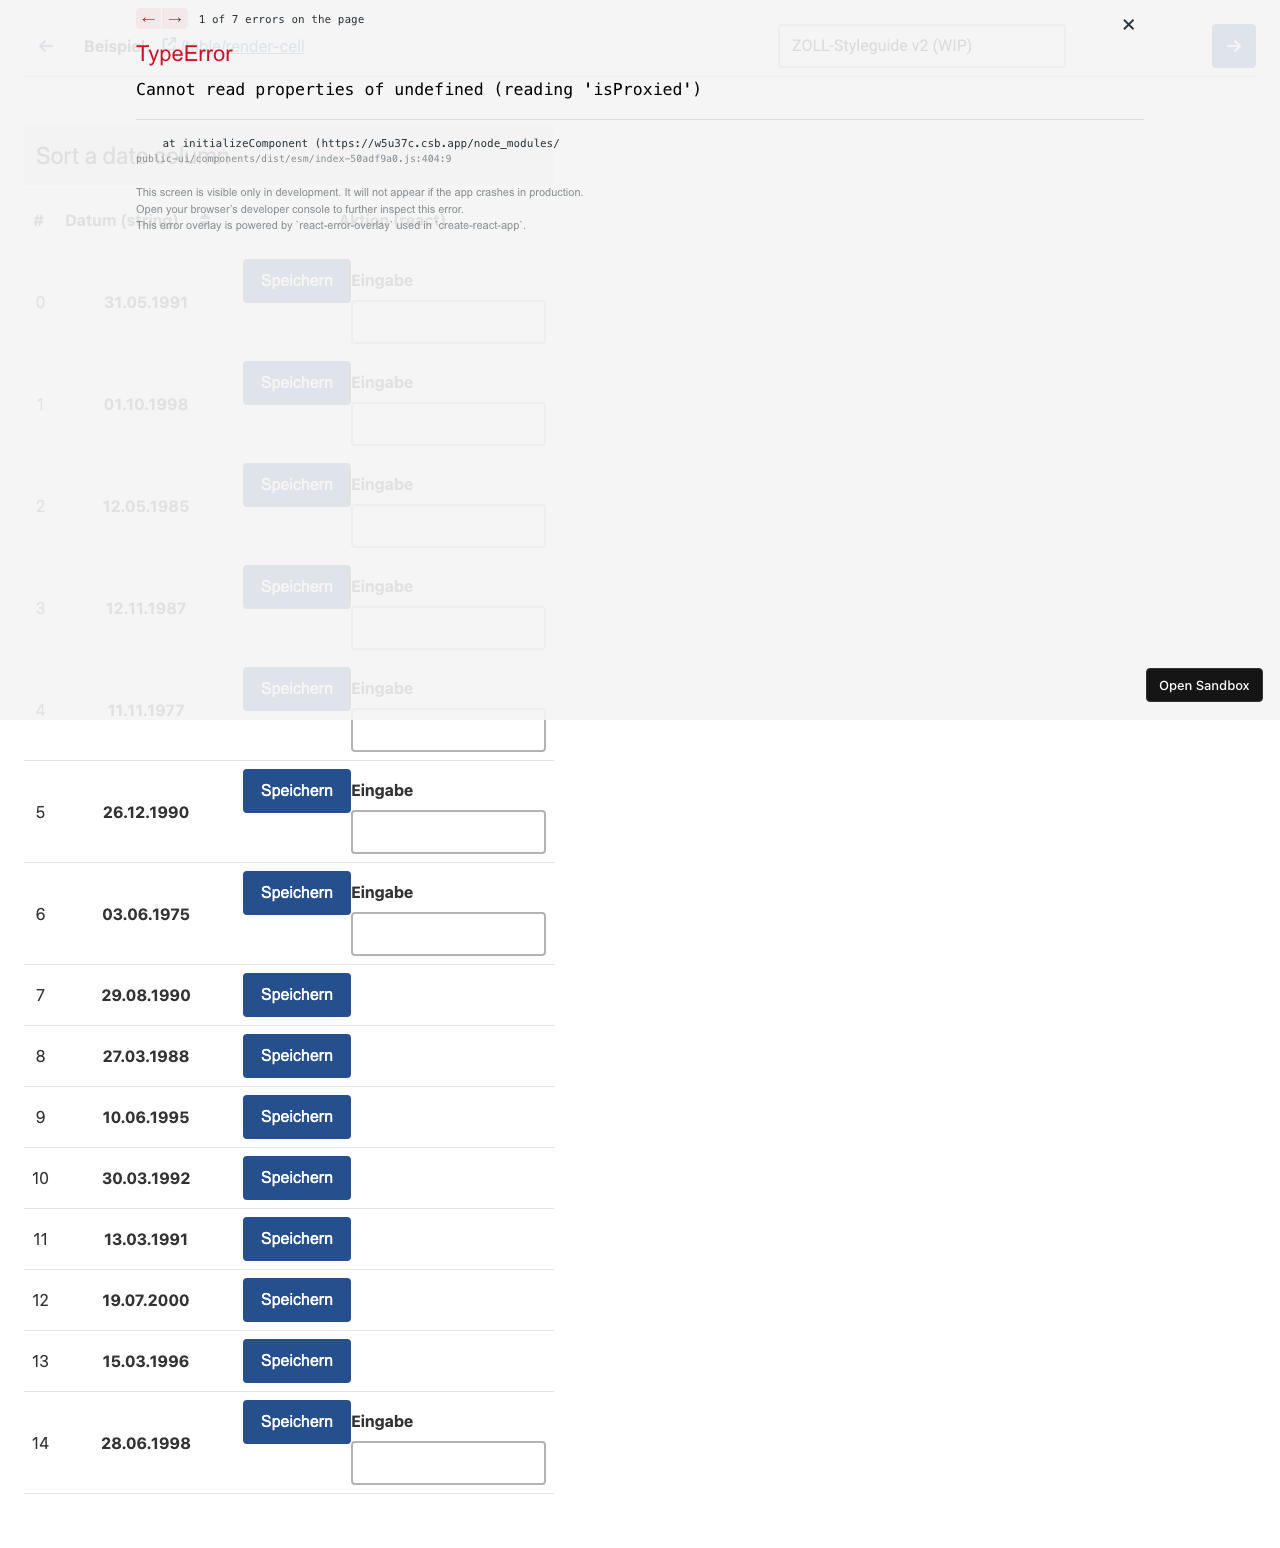 ← → 1 of 7 errors on the page
← Beispiel /table/render-cell ZOLL-Styleguide v2 (WIP) →
TypeError
Cannot read properties of undefined (reading 'isProxied')
at initializeComponent (https://w5u37c.csb.app/node_modules/
public-ui/components/dist/esm/index-50adf9a0.js:404:9
Sort a date column
This screen is visible only in development. It will not appear if the app crashes in production.
Open your browser’s developer console to further inspect this error.
This error overlay is powered by `react-error-overlay` used in `create-react-app`.
# Datum (string) Aktion (react)
0 31.05.1991 Speichern Eingabe
1 01.10.1998 Speichern Eingabe
2 12.05.1985 Speichern Eingabe
3 12.11.1987 Speichern Eingabe
4 11.11.1977 Speichern Eingabe
Open Sandbox
5 26.12.1990 Speichern Eingabe
6 03.06.1975 Speichern Eingabe
7 29.08.1990 Speichern
8 27.03.1988 Speichern
9 10.06.1995 Speichern
10 30.03.1992 Speichern
11 13.03.1991 Speichern
12 19.07.2000 Speichern
13 15.03.1996 Speichern
14 28.06.1998 Speichern Eingabe